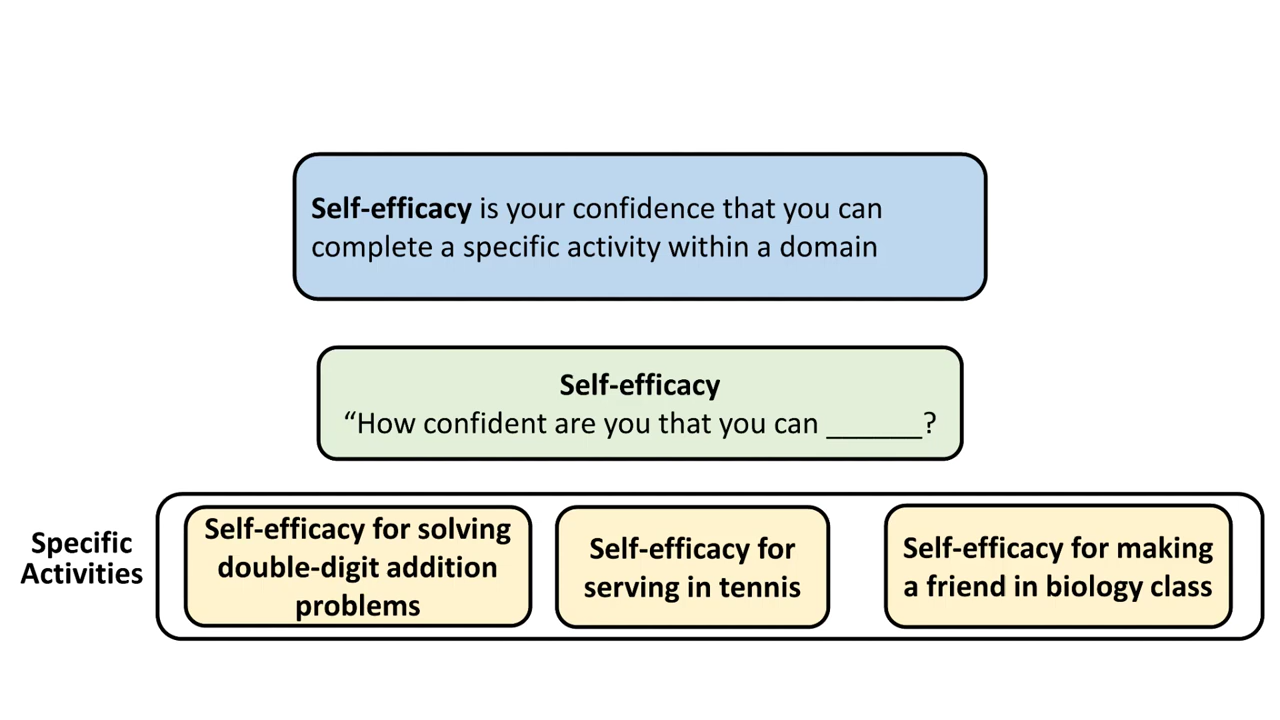 Self-efficacy is your confidence that you can
complete a specific activity within a domain
Self-efficacy
“How confident are you that you can ______?
Specific
Activities
Self-efficacy for solving
double-digit addition
problems
Self-efficacy for
serving in tennis
Self-efficacy for making
a friend in biology class